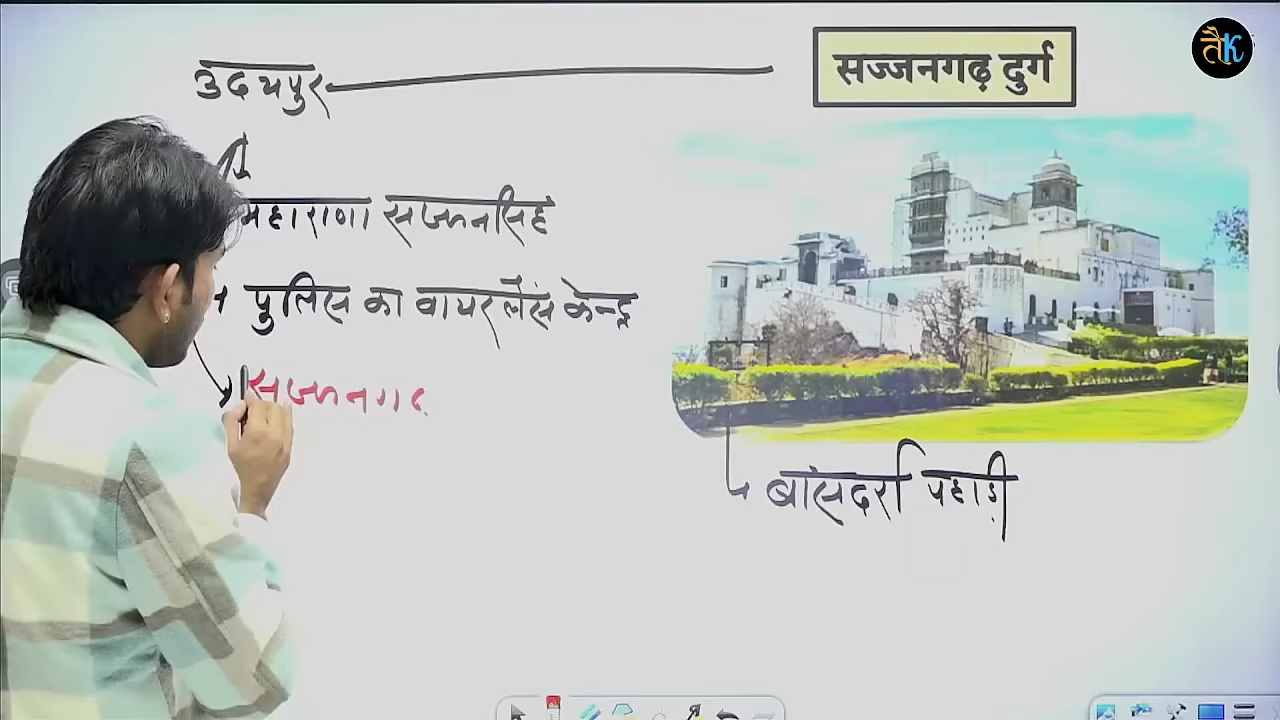 तैK
सज्जनगढ़ दुर्ग
उदयपुर
महाराणा सज्जनसिंह
पुलिस का वायरलेंस केन्द्र
सज्जनगढ
बांसदर्रा पहाड़ी